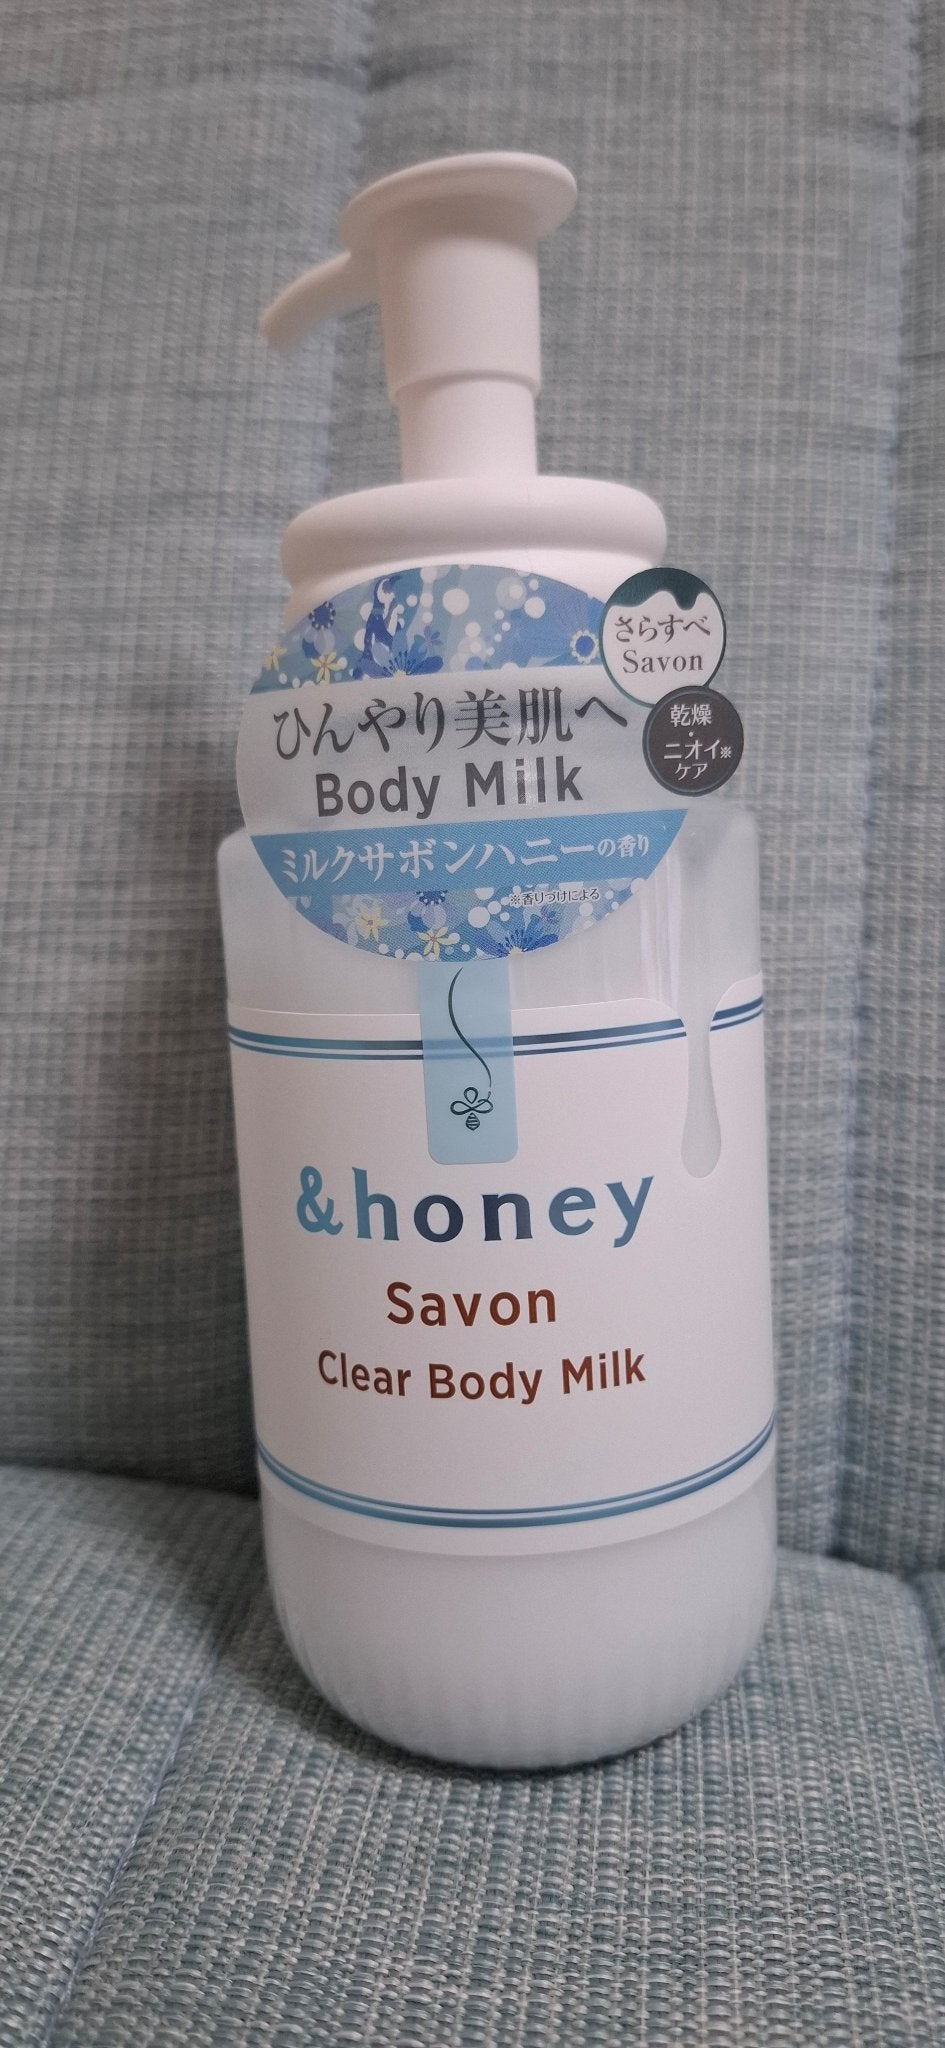 さらすべ
Savon
乾燥
・
ニオイ※
ケア
ひんやり美肌へ
Body Milk
ミルクサボンハニーの香り
※香りづけによる
&honey
Savon
Clear Body Milk